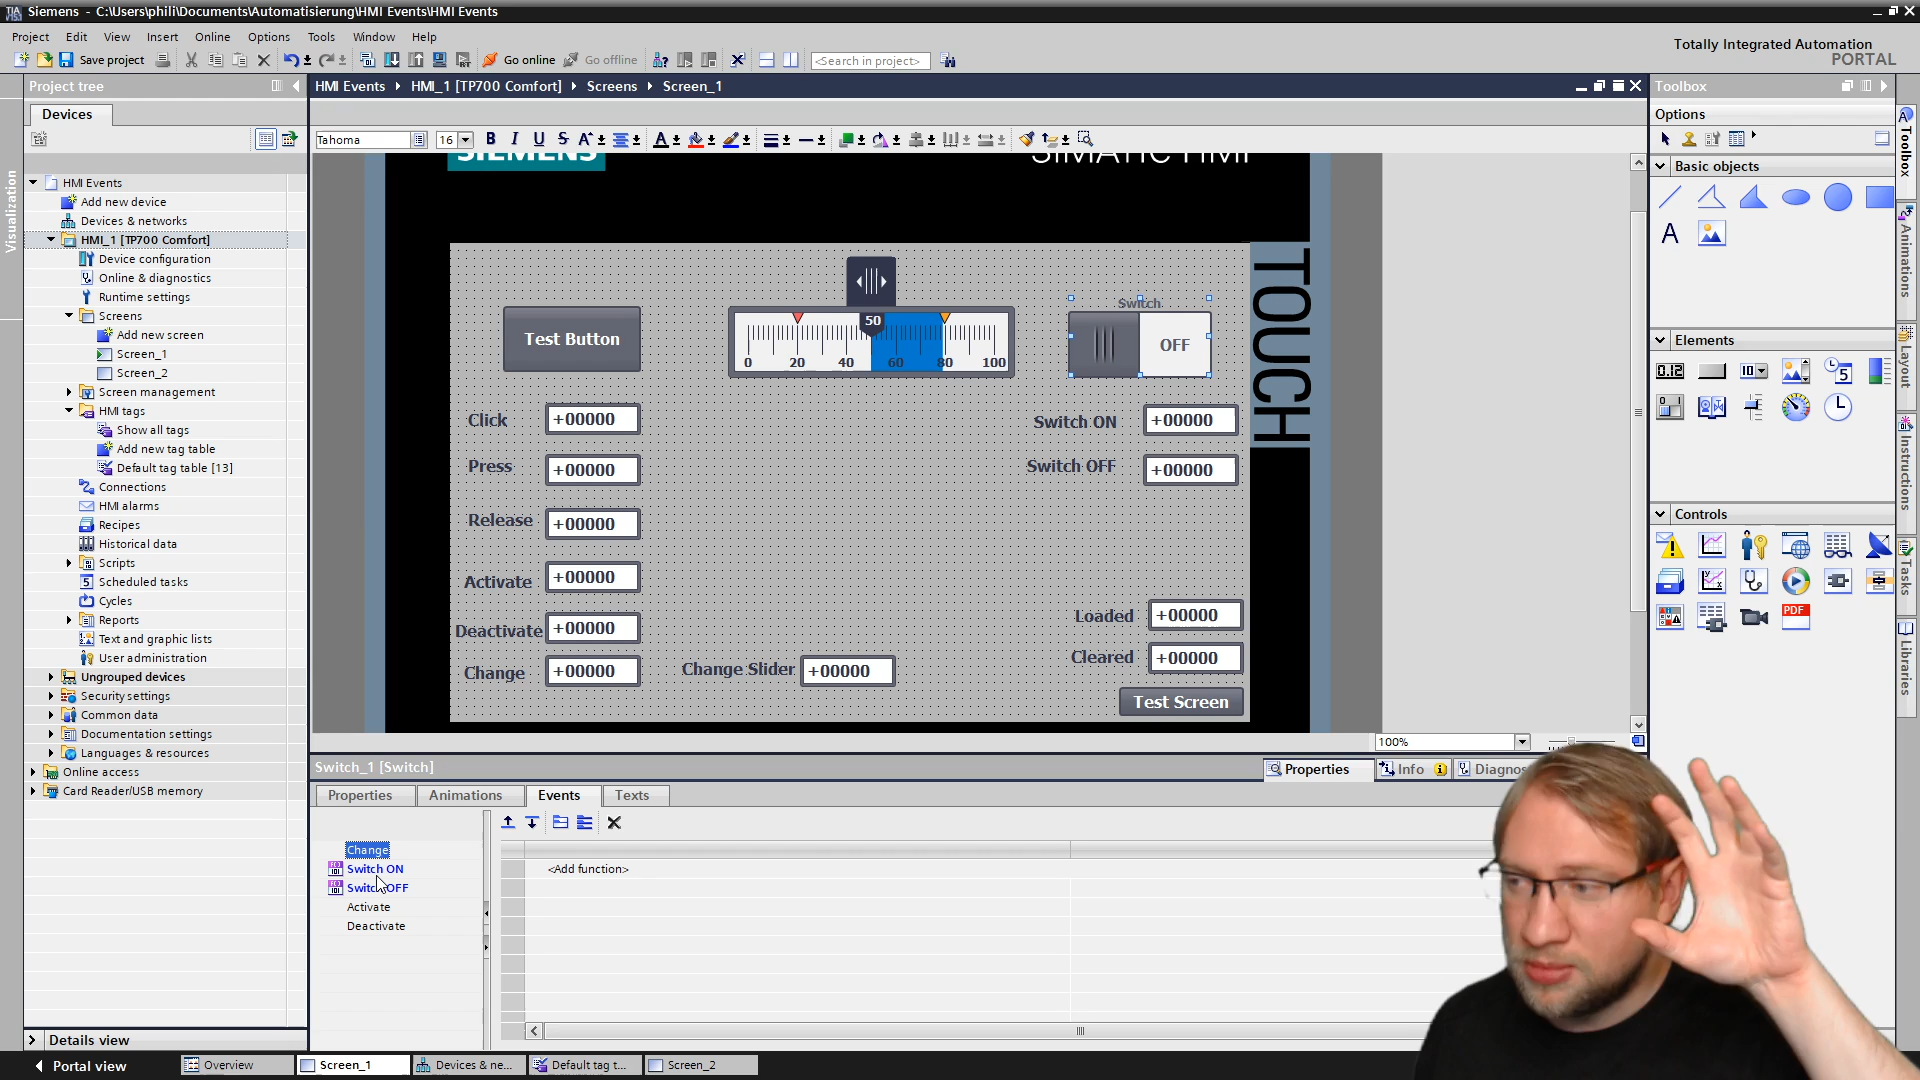 Siemens - C:\Users\phili\Documents\Automatisierung\HMI Events\HMI Events
Project Edit View Insert Online Options Tools Window Help
Totally Integrated Automation
PORTAL
Save project
Go online
Go offline
<Search in project>
Project tree
HMI Events
HMI_1 [TP700 Comfort]
Screens
Screen_1
Toolbox
Devices
Options
Tahoma
16
Visualization
SIEMENS
SIMATIC HMI
TOUCH
HMI Events
Add new device
Devices & networks
HMI_1 [TP700 Comfort]
Device configuration
Online & diagnostics
Runtime settings
Screens
Add new screen
Screen_1
Screen_2
Screen management
HMI tags
Show all tags
Add new tag table
Default tag table [13]
Connections
HMI alarms
Recipes
Historical data
Scripts
Scheduled tasks
Cycles
Reports
Text and graphic lists
User administration
Ungrouped devices
Security settings
Common data
Documentation settings
Languages & resources
Online access
Card Reader/USB memory
Details view
Test Button
50
0 20 40 60 80 100
Switch
OFF
Click +00000
Press +00000
Release +00000
Activate +00000
Deactivate +00000
Change +00000
Change Slider +00000
Switch ON +00000
Switch OFF +00000
Loaded +00000
Cleared +00000
Test Screen
100%
Basic objects
A
Elements
0.12
10
5
Controls
PDF
Toolbox
Animations
Layout
Instructions
Tasks
Libraries
Switch_1 [Switch]
Properties
Info
Properties
Animations
Events
Texts
Change
Switch ON
Switch OFF
Activate
Deactivate
<Add function>
Portal view
Overview
Screen_1
Devices & ne...
Default tag t...
Screen_2